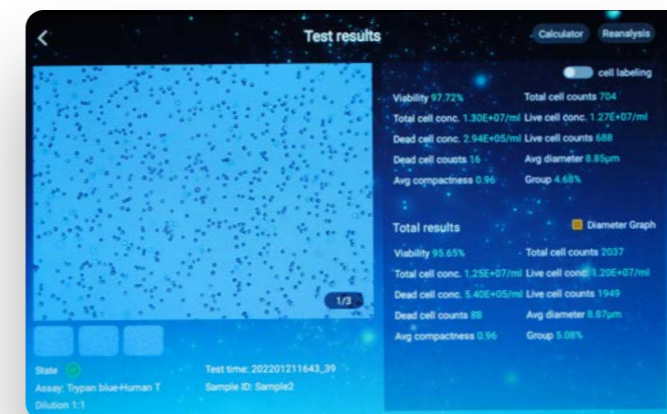 Test results
Calculator
Reanalysis
cell labeling
Viability 97.72% Total cell counts 704
Total cell conc. 1.30E+07/ml Live cell conc. 1.27E+07/ml
Dead cell conc. 2.94E+05/ml Live cell counts 688
Dead cell counts 16 Avg diameter 8.85μm
Avg compactness 0.96 Group 4.68%
1/3
Total results
Diameter Graph
Viability 95.65% Total cell counts 2037
Total cell conc. 1.25E+07/ml Live cell conc. 1.20E+07/ml
Dead cell conc. 5.40E+05/ml Live cell counts 1949
Dead cell counts 88 Avg diameter 8.87μm
Avg compactness 0.96 Group 5.08%
State
Test time: 202201211643_39
Assay: Trypan blue-Human T
Sample ID: Sample2
Dilution 1:1